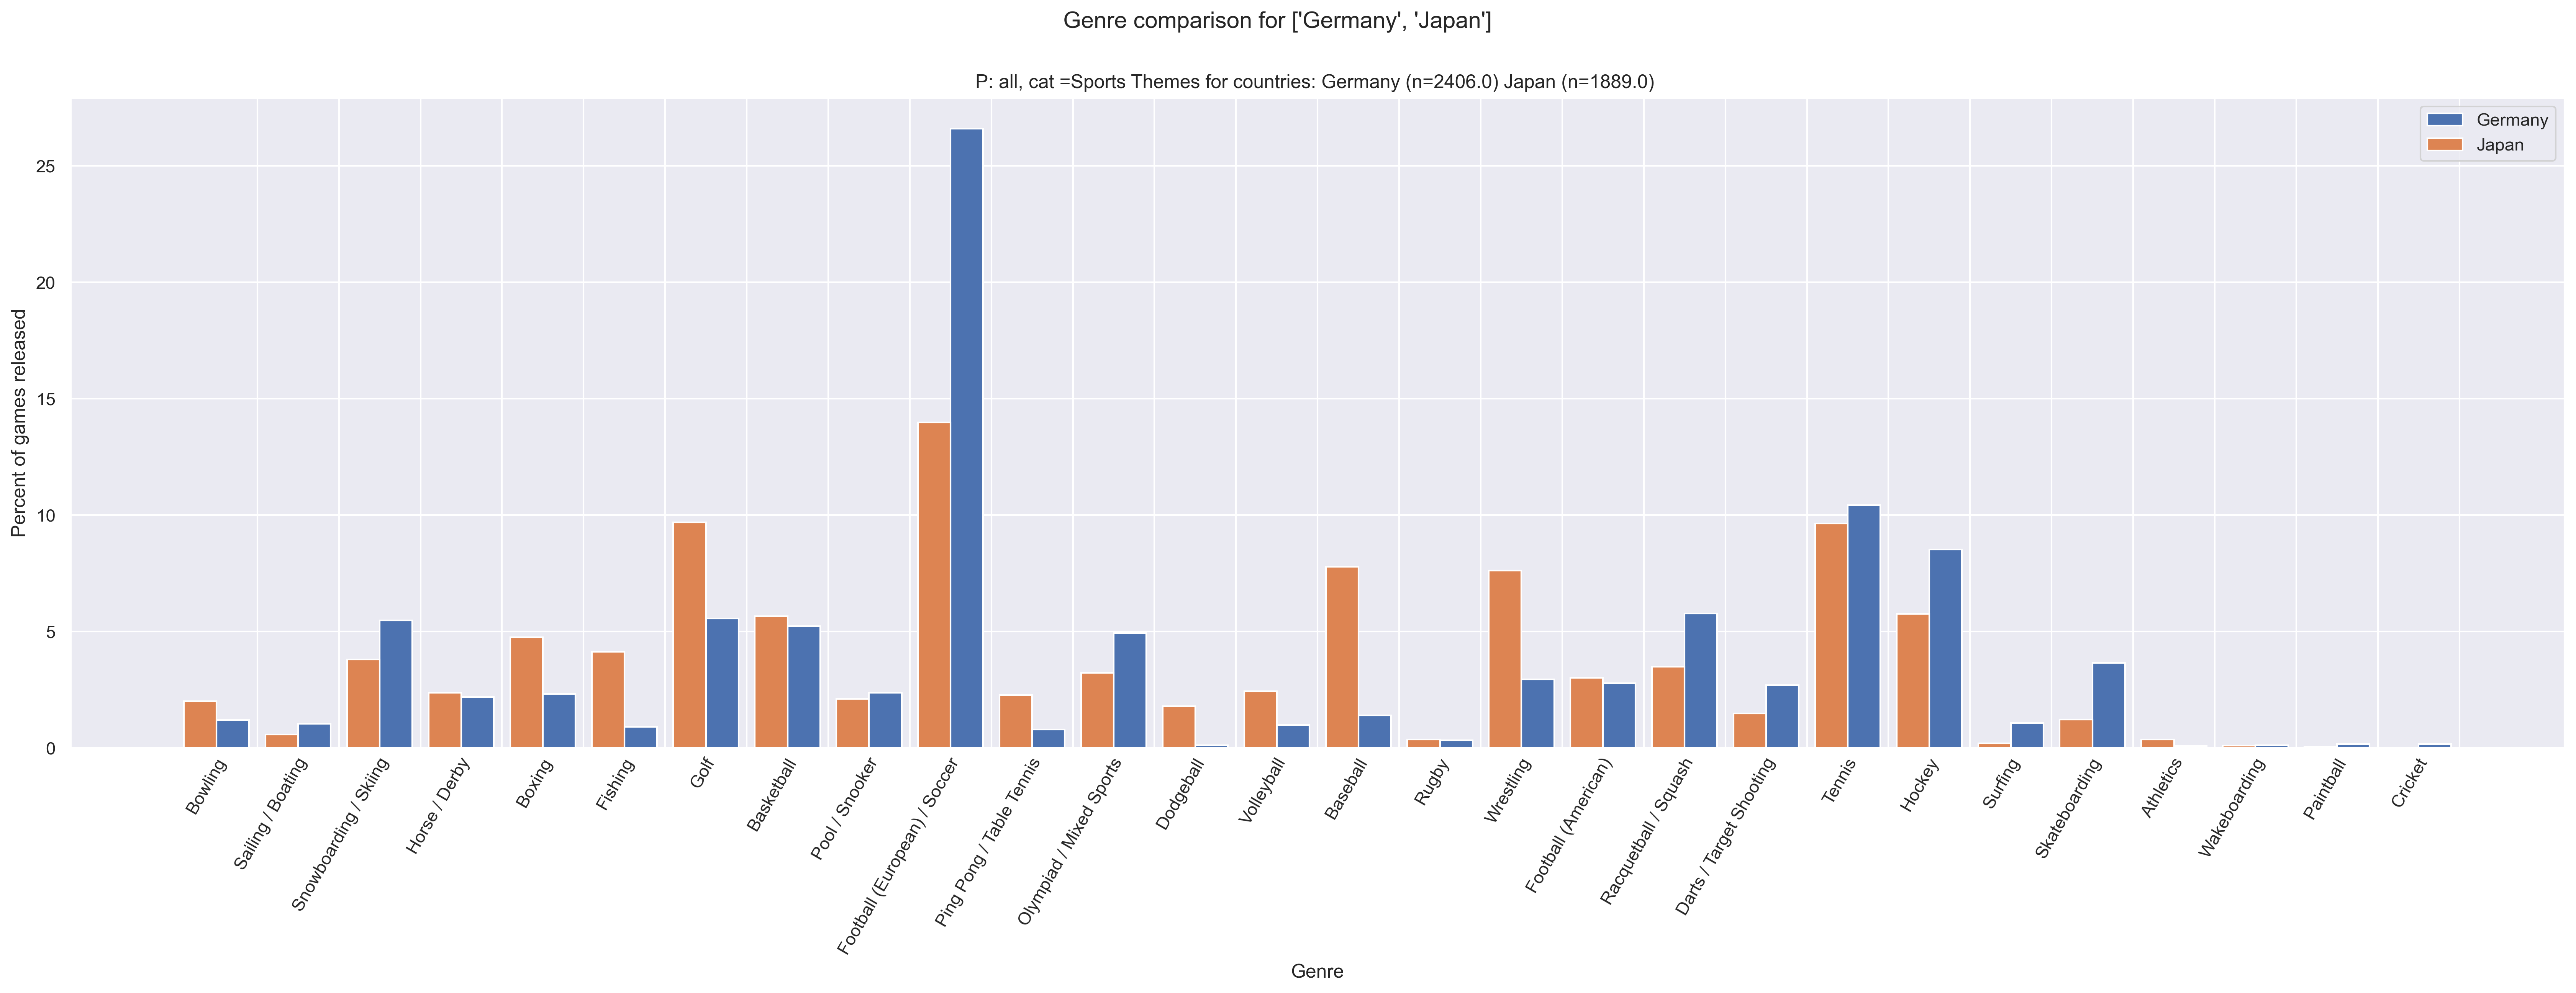 Genre comparison for ['Germany', 'Japan']
P: all, cat =Sports Themes for countries: Germany (n=2406.0) Japan (n=1889.0)
Germany
Japan
Percent of games released
25
20
15
10
5
0
Bowling
Sailing / Boating
Snowboarding / Skiing
Horse / Derby
Boxing
Fishing
Golf
Basketball
Pool / Snooker
Football (European) / Soccer
Ping Pong / Table Tennis
Olympiad / Mixed Sports
Dodgeball
Volleyball
Baseball
Rugby
Wrestling
Football (American)
Racquetball / Squash
Darts / Target Shooting
Tennis
Hockey
Surfing
Skateboarding
Athletics
Wakeboarding
Paintball
Cricket
Genre